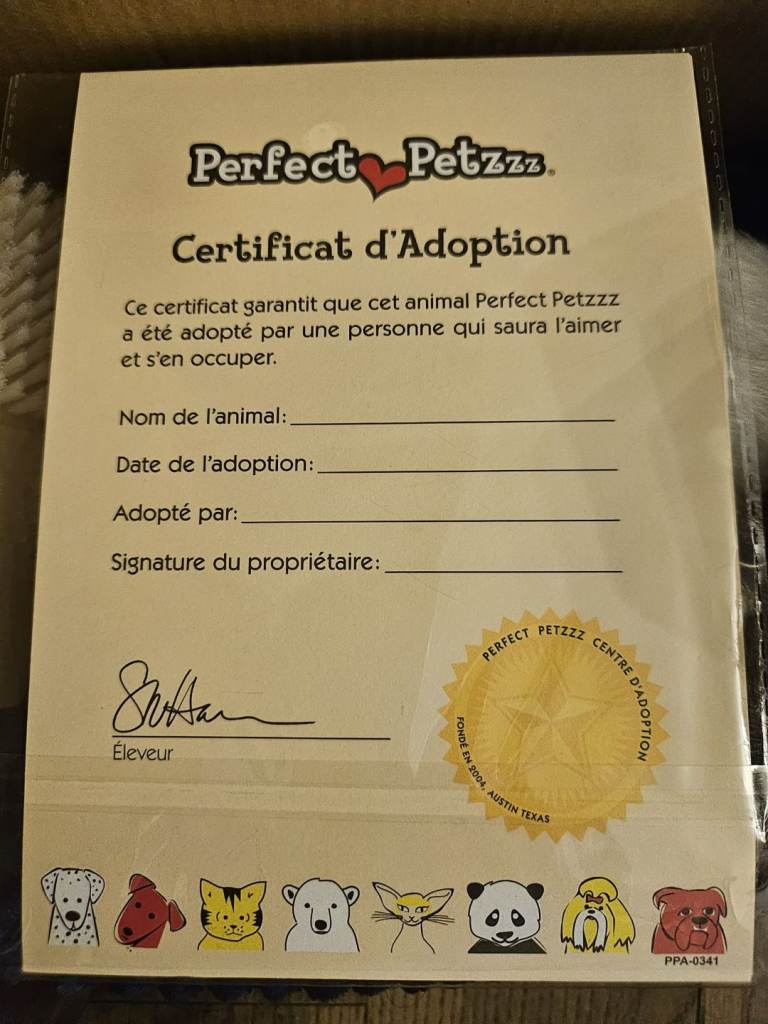 Perfect Petzzz®
Certificat d'Adoption
Ce certificat garantit que cet animal Perfect Petzzz
a été adopté par une personne qui saura l'aimer
et s'en occuper.
Nom de l'animal:
Date de l'adoption:
Adopté par:
Signature du propriétaire:
Éleveur
PERFECT PETZZZ CENTRE D'ADOPTION
FONDÉ EN 2004, AUSTIN TEXAS
PPA-0341